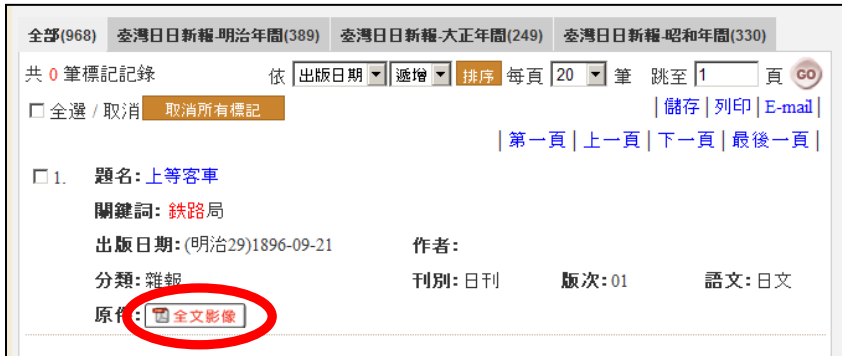 全部(968) 臺灣日日新報-明治年間(389) 臺灣日日新報-大正年間(249) 臺灣日日新報-昭和年間(330)
共 0 筆標記記錄 依 出版日期 遞增 排序 每頁 20 筆 跳至 1 頁 GO
全選 / 取消 取消所有標記 | 儲存 | 列印 | E-mail |
| 第一頁 | 上一頁 | 下一頁 | 最後一頁 |
1. 題名: 上等客車
關鍵詞: 鉄路局
出版日期: (明治29)1896-09-21 作者:
分類: 雜報 刊別: 日刊 版次: 01 語文: 日文
原件: 全文影像